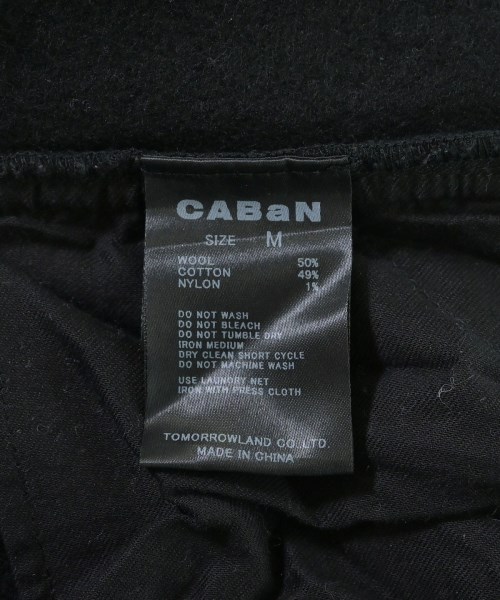 CABaN
SIZE M
WOOL 50%
COTTON 49%
NYLON 1%
DO NOT WASH
DO NOT BLEACH
DO NOT TUMBLE DRY
IRON MEDIUM
DRY CLEAN SHORT CYCLE
DO NOT MACHINE WASH
USE LAUNDRY NET
IRON WITH PRESS CLOTH
TOMORROWLAND CO.,LTD.
MADE IN CHINA